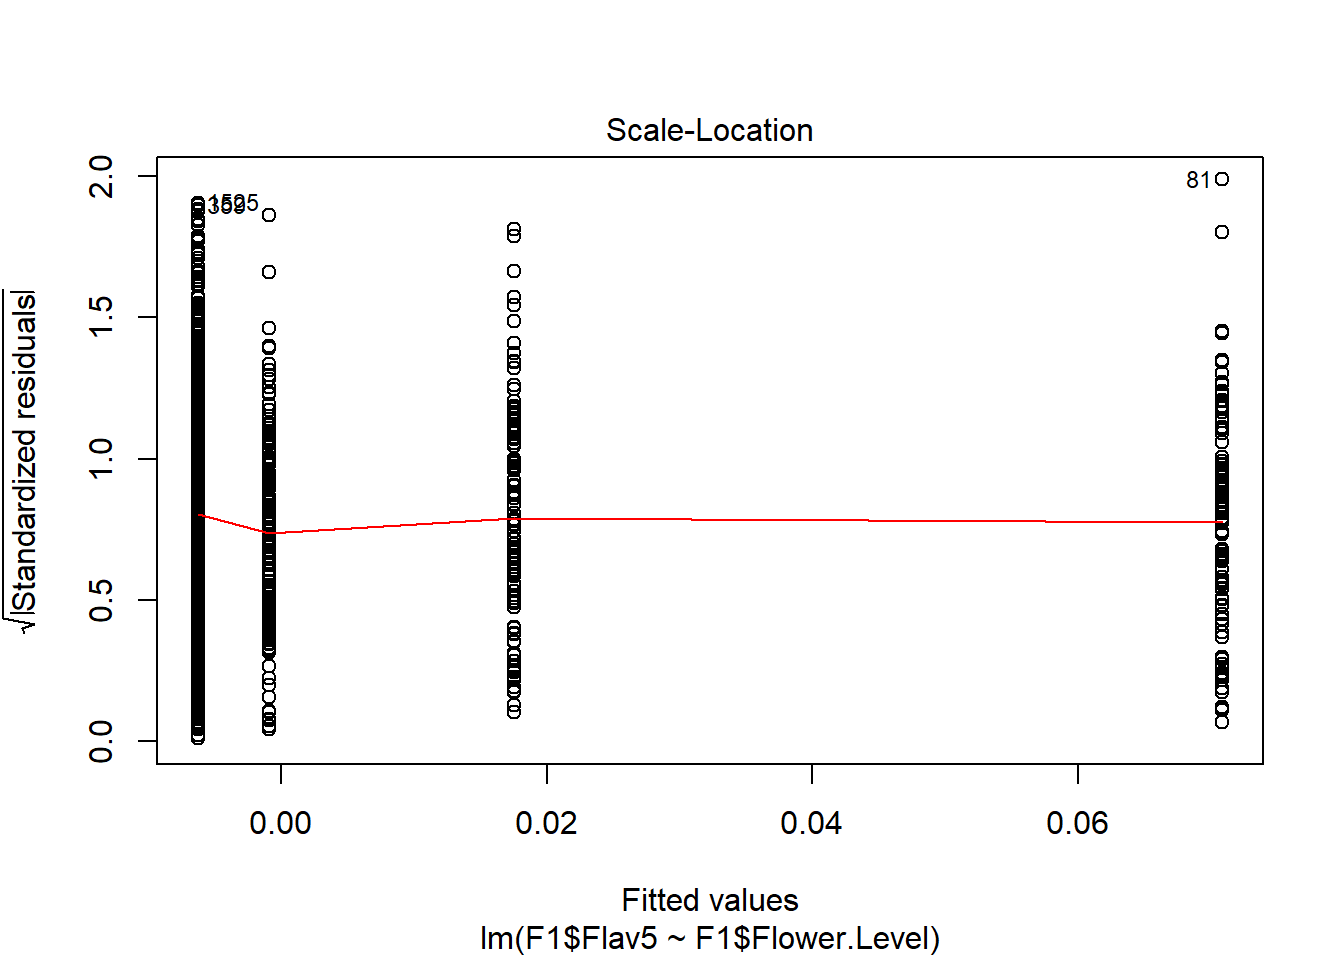 Scale-Location
√|Standardized residuals|
2.0
1.5
1.0
0.5
0.0
81
0.00 0.02 0.04 0.06
Fitted values
lm(F1$Flav5 ~ F1$Flower.Level)